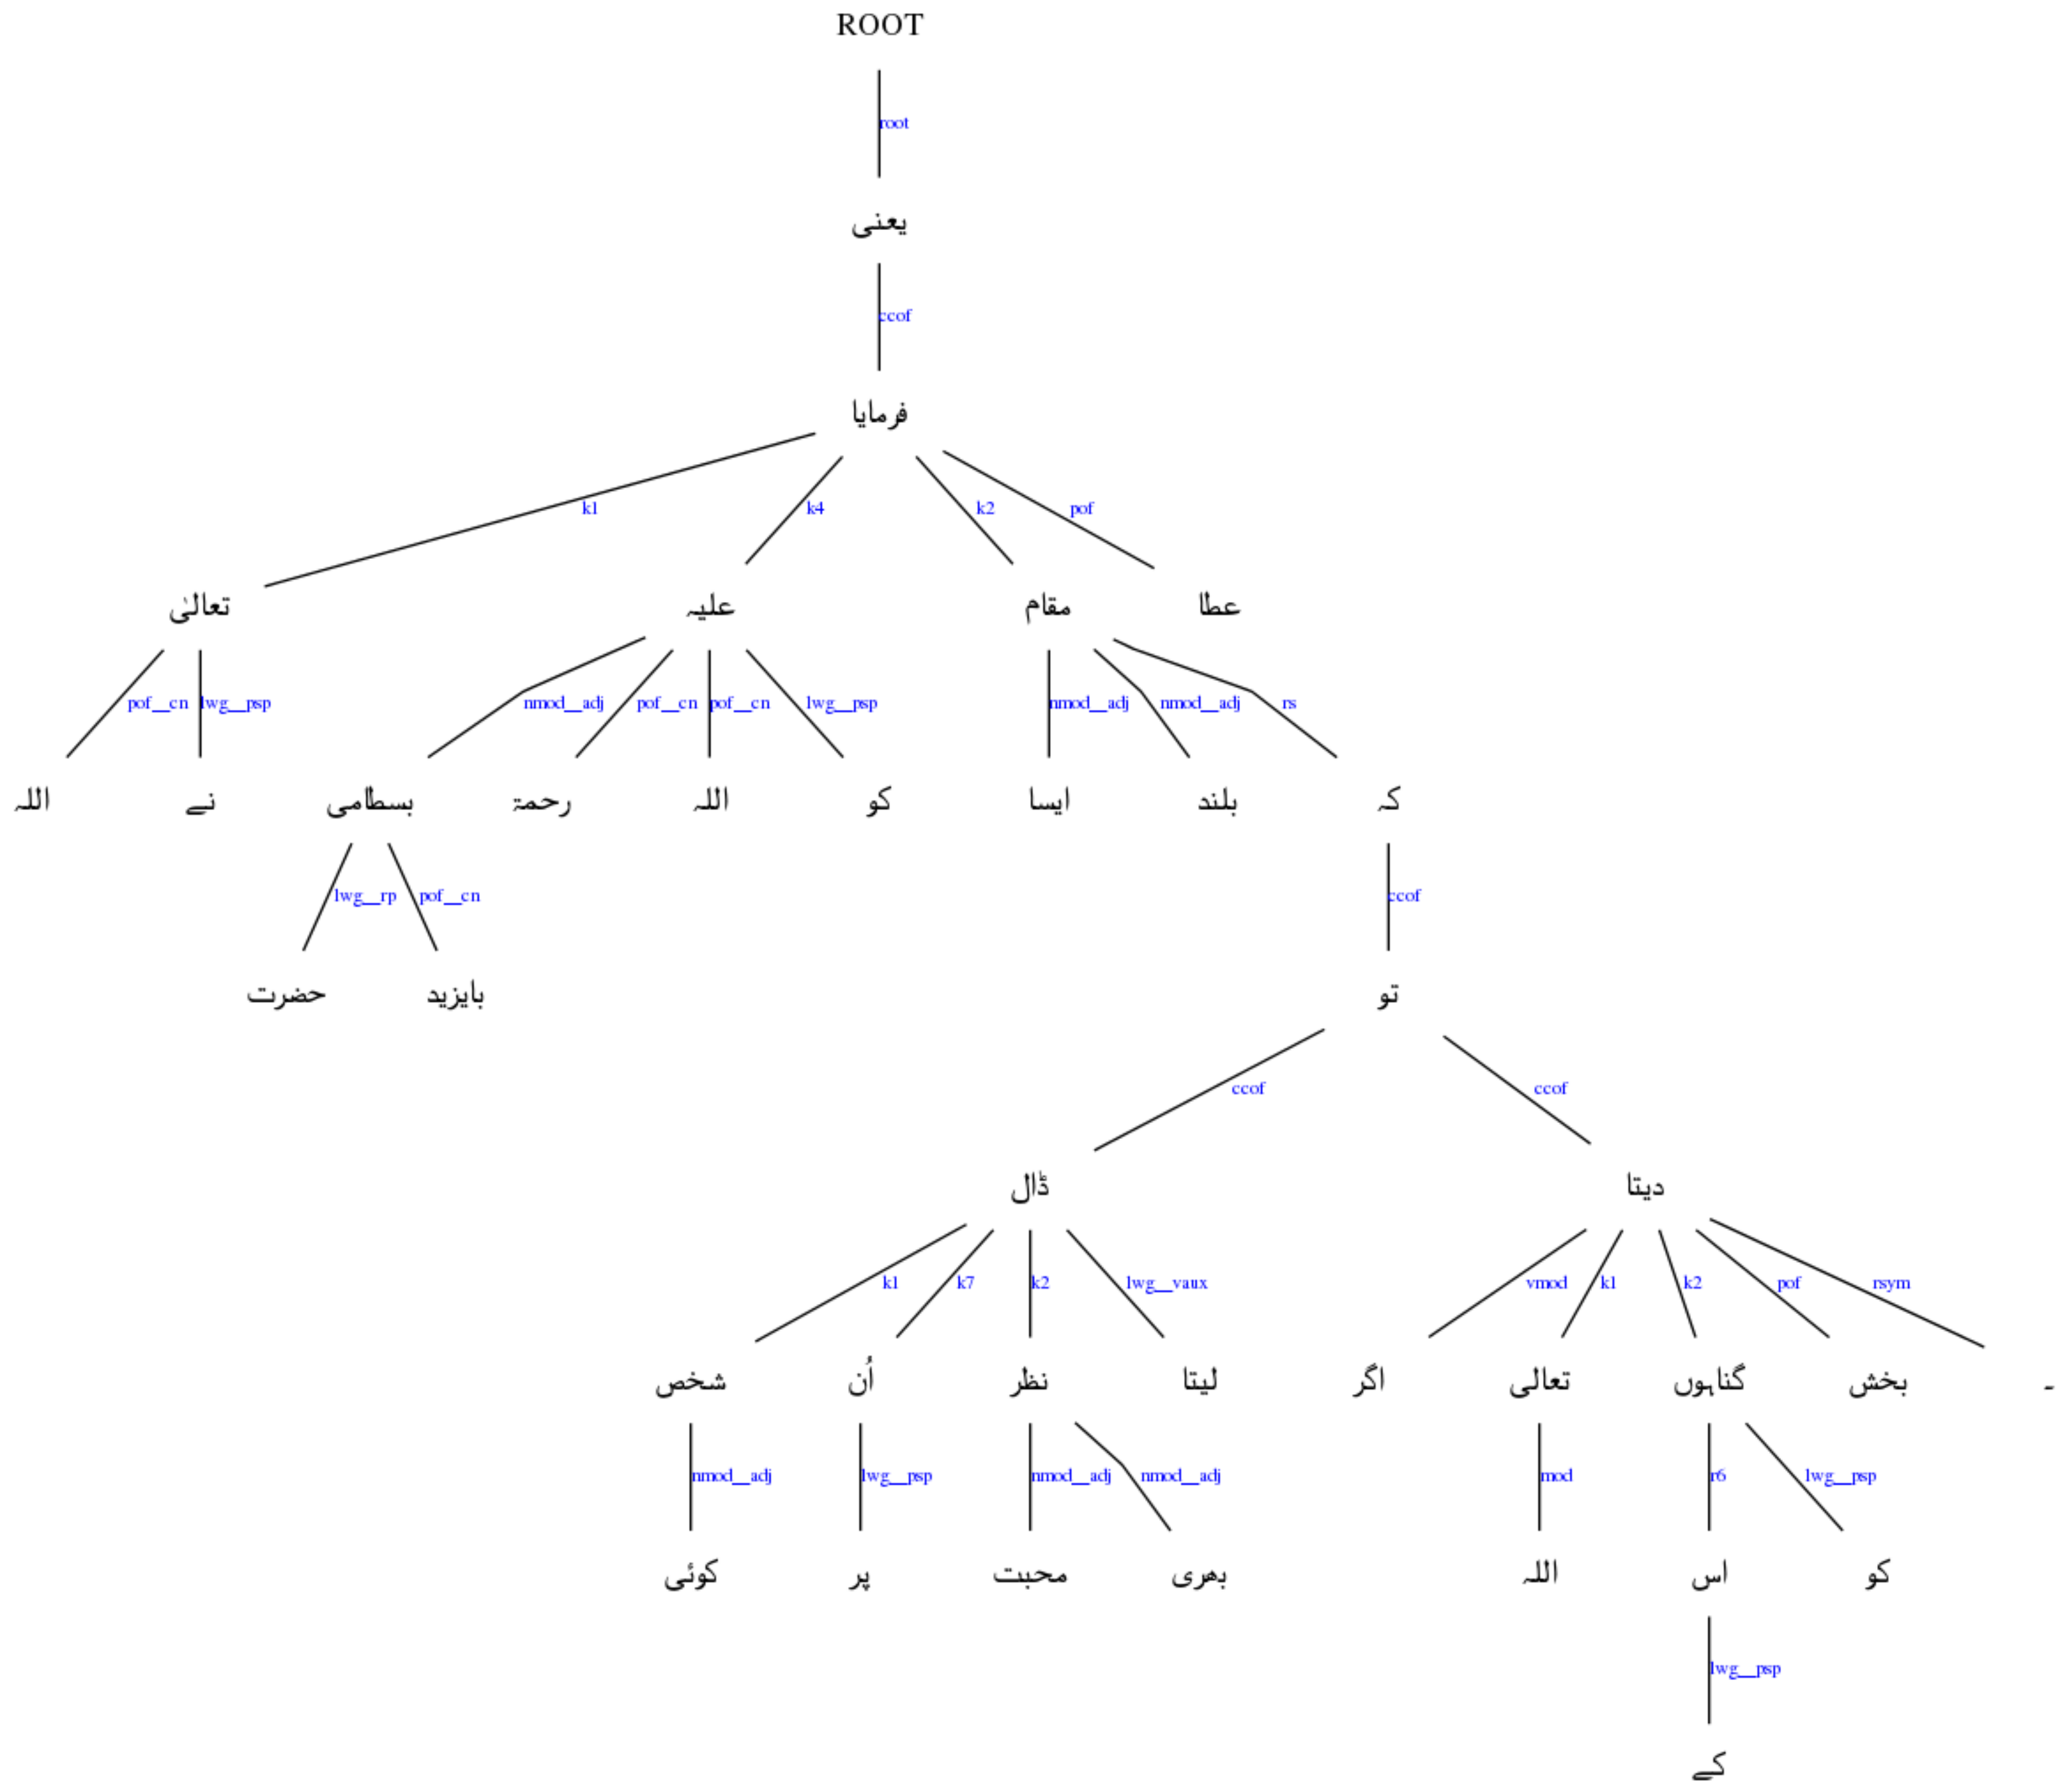 ROOT
root
یعنی
ccof
فرمایا
k1 k4 k2 pof
تعالیٰ علیہ مقام عطا
pof__cn lwg__psp nmod__adj pof__cn pof__cn lwg__psp nmod__adj nmod__adj rs
اللہ نے بسطامی رحمۃ اللہ کو ایسا بلند کہ
lwg__rp pof__cn ccof
حضرت بایزید تو
ccof ccof
ڈال دیتا
k1 k7 k2 lwg__vaux vmod k1 k2 pof rsym
شخص اُن نظر لیتا اگر تعالی گناہوں بخش ۔
nmod__adj lwg__psp nmod__adj nmod__adj mod r6 lwg__psp
کوئی پر محبت بھری اللہ اس کو
lwg__psp
کے